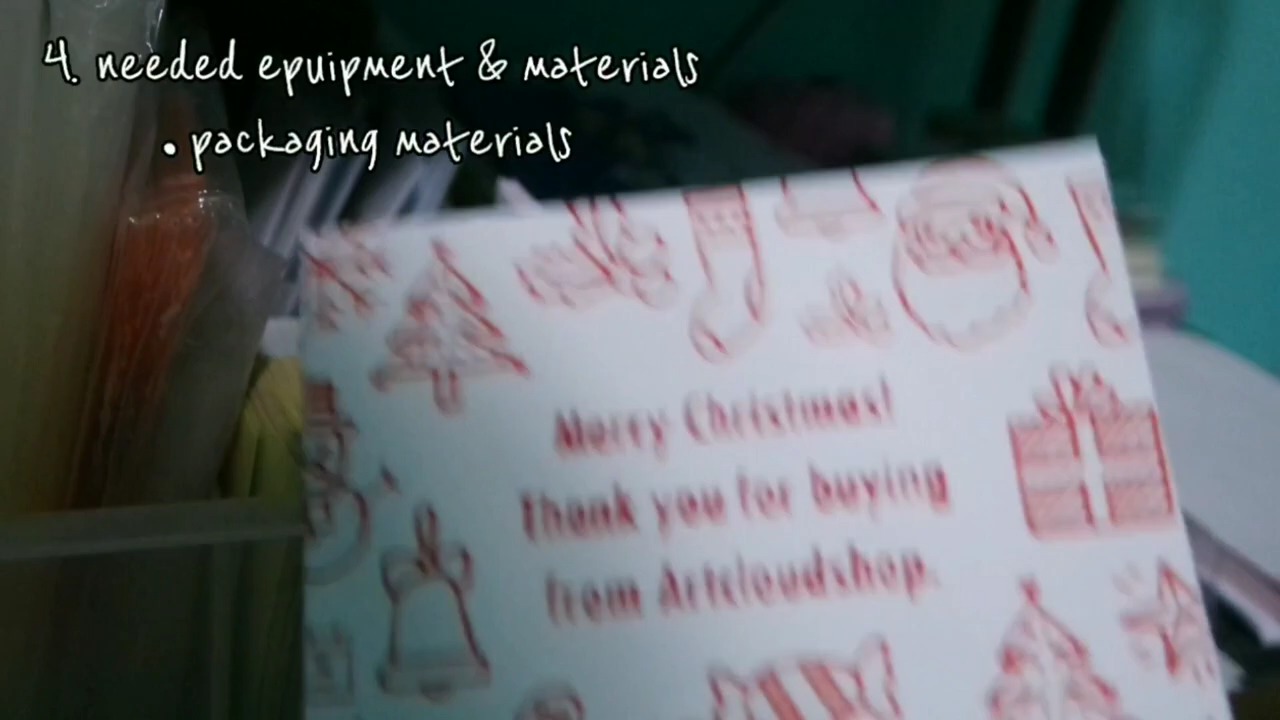 4. needed epuipment & materials
• packaging materials
Merry Christmas!
thank you for buying
from Artcloudshop.